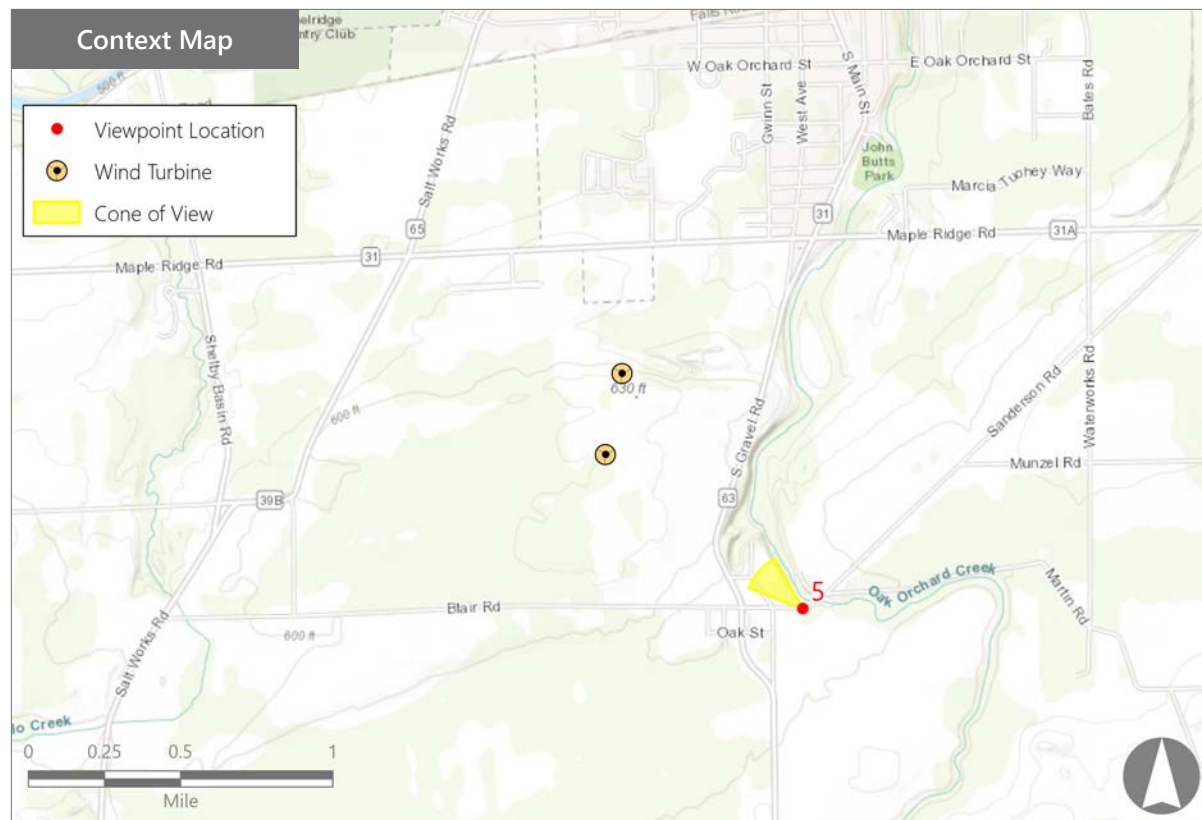 Context Map
Viewpoint Location
Wind Turbine
Cone of View
500 ft
W Oak Orchard St
E Oak Orchard St
S Main St
Gwinn St
West Ave
Bates Rd
John
Butts
Park
Marcia Tuohey Way
Salt Works Rd
65
31
31
31A
Maple Ridge Rd
Maple Ridge Rd
Shelby Basin Rd
600 ft
630 ft
S Gravel Rd
Sanderson Rd
Waterworks Rd
Munzel Rd
39B
63
5
Oak Orchard Creek
Martin Rd
Blair Rd
Oak St
600 ft
Salt Works Rd
Creek
0 0.25 0.5 1
Mile